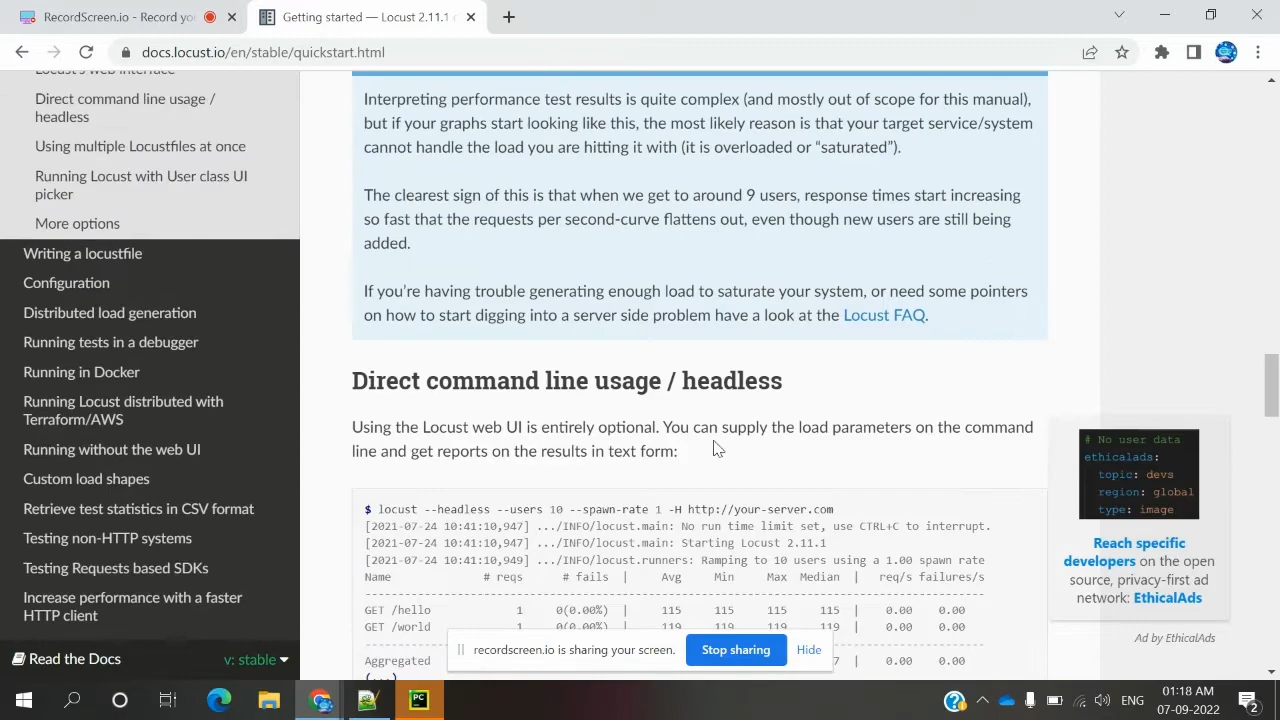 RecordScreen.io - Record yo
Getting started — Locust 2.11.1
docs.locust.io/en/stable/quickstart.html
Locust's web interface
Direct command line usage /
headless
Using multiple Locustfiles at once
Running Locust with User class UI
picker
More options
Writing a locustfile
Configuration
Distributed load generation
Running tests in a debugger
Running in Docker
Running Locust distributed with
Terraform/AWS
Running without the web UI
Custom load shapes
Retrieve test statistics in CSV format
Testing non-HTTP systems
Testing Requests based SDKs
Increase performance with a faster
HTTP client
Read the Docs
v: stable
Interpreting performance test results is quite complex (and mostly out of scope for this manual),
but if your graphs start looking like this, the most likely reason is that your target service/system
cannot handle the load you are hitting it with (it is overloaded or “saturated”).
The clearest sign of this is that when we get to around 9 users, response times start increasing
so fast that the requests per second-curve flattens out, even though new users are still being
added.
If you’re having trouble generating enough load to saturate your system, or need some pointers
on how to start digging into a server side problem have a look at the Locust FAQ.
Direct command line usage / headless
Using the Locust web UI is entirely optional. You can supply the load parameters on the command
line and get reports on the results in text form:
$ locust --headless --users 10 --spawn-rate 1 -H http://your-server.com
[2021-07-24 10:41:10,947] .../INFO/locust.main: No run time limit set, use CTRL+C to interrupt.
[2021-07-24 10:41:10,947] .../INFO/locust.main: Starting Locust 2.11.1
[2021-07-24 10:41:10,949] .../INFO/locust.runners: Ramping to 10 users using a 1.00 spawn rate
Name # reqs # fails | Avg Min Max Median | req/s failures/s
GET /hello 1 0(0.00%) | 115 115 115 115 | 0.00 0.00
GET /world 1 0(0.00%) | 119 119 119 119 | 0.00 0.00
Aggregated 7 | 0.00 0.00
(...)
# No user data
ethicalads:
topic: devs
region: global
type: image
Reach specific
developers on the open
source, privacy-first ad
network: EthicalAds
Ad by EthicalAds
recordscreen.io is sharing your screen.
Stop sharing
Hide
PC
ENG
01:18 AM
07-09-2022
2